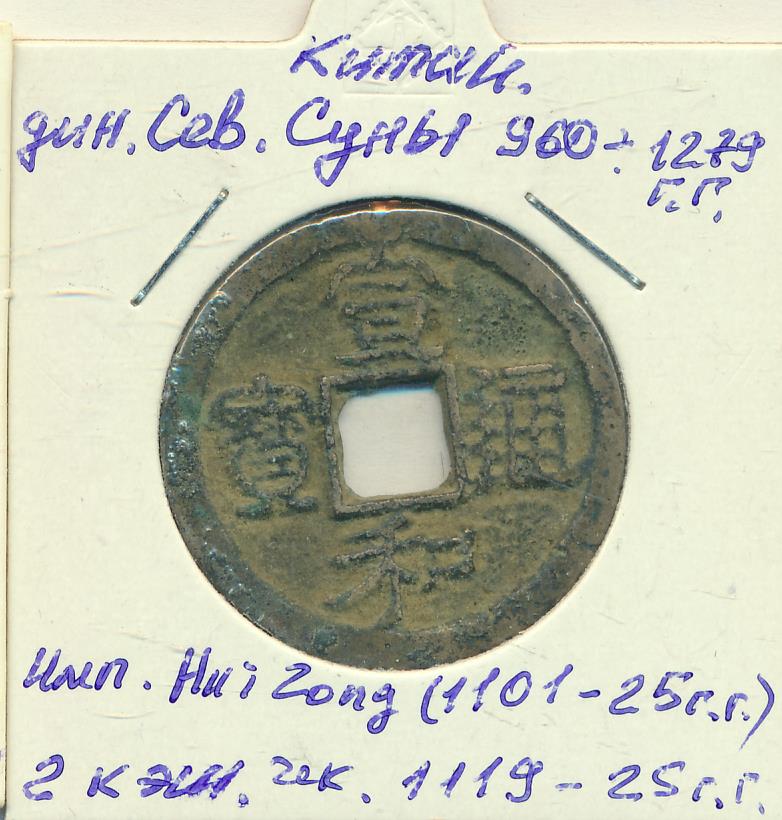 Китай.
дин. Сев. Суны 960÷1279
г.г.
宣
寳 通
和
имп. Hui Zong (1101-25г.г.)
2 кэш. чек. 1119-25г.г.